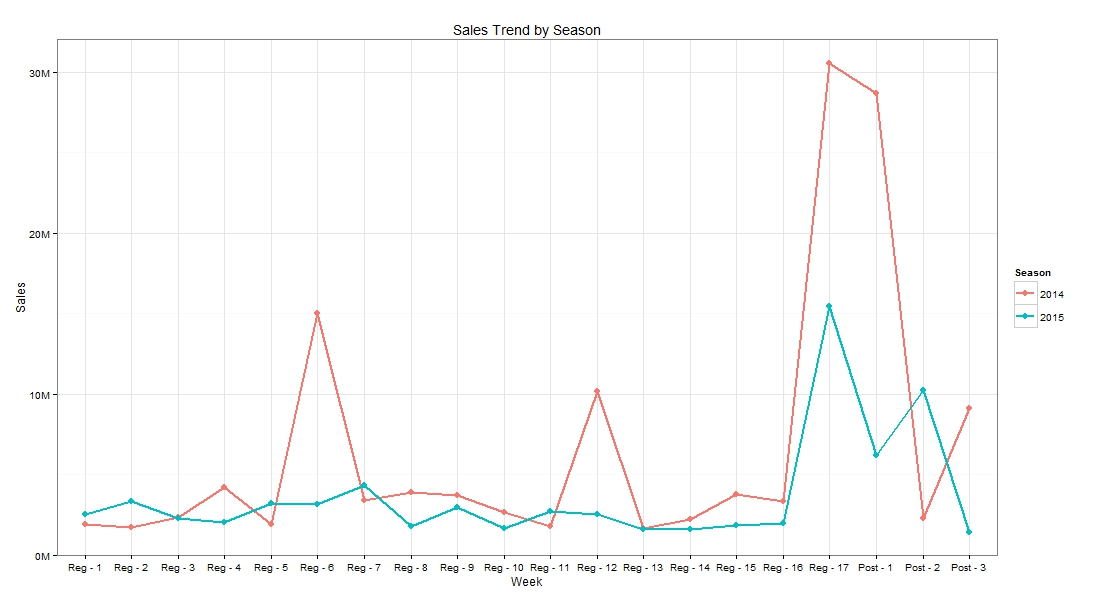 Sales Trend by Season
30M
20M
10M
0M
Sales
Reg - 1 Reg - 2 Reg - 3 Reg - 4 Reg - 5 Reg - 6 Reg - 7 Reg - 8 Reg - 9 Reg - 10 Reg - 11 Reg - 12 Reg - 13 Reg - 14 Reg - 15 Reg - 16 Reg - 17 Post - 1 Post - 2 Post - 3
Week
Season
2014
2015